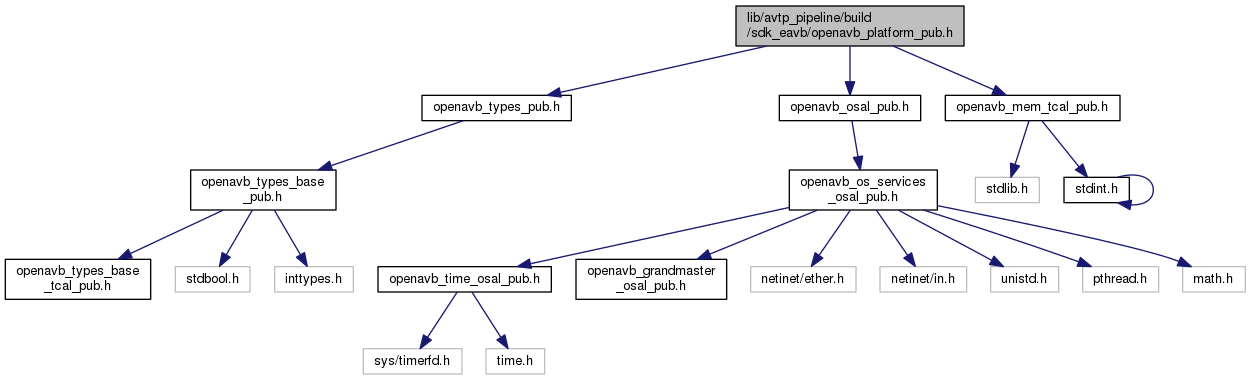 lib/avtp_pipeline/build
/sdk_eavb/openavb_platform_pub.h
openavb_types_pub.h
openavb_osal_pub.h
openavb_mem_tcal_pub.h
openavb_types_base
_pub.h
openavb_os_services
_osal_pub.h
stdlib.h
stdint.h
openavb_types_base
_tcal_pub.h
stdbool.h
inttypes.h
openavb_time_osal_pub.h
openavb_grandmaster
_osal_pub.h
netinet/ether.h
netinet/in.h
unistd.h
pthread.h
math.h
sys/timerfd.h
time.h